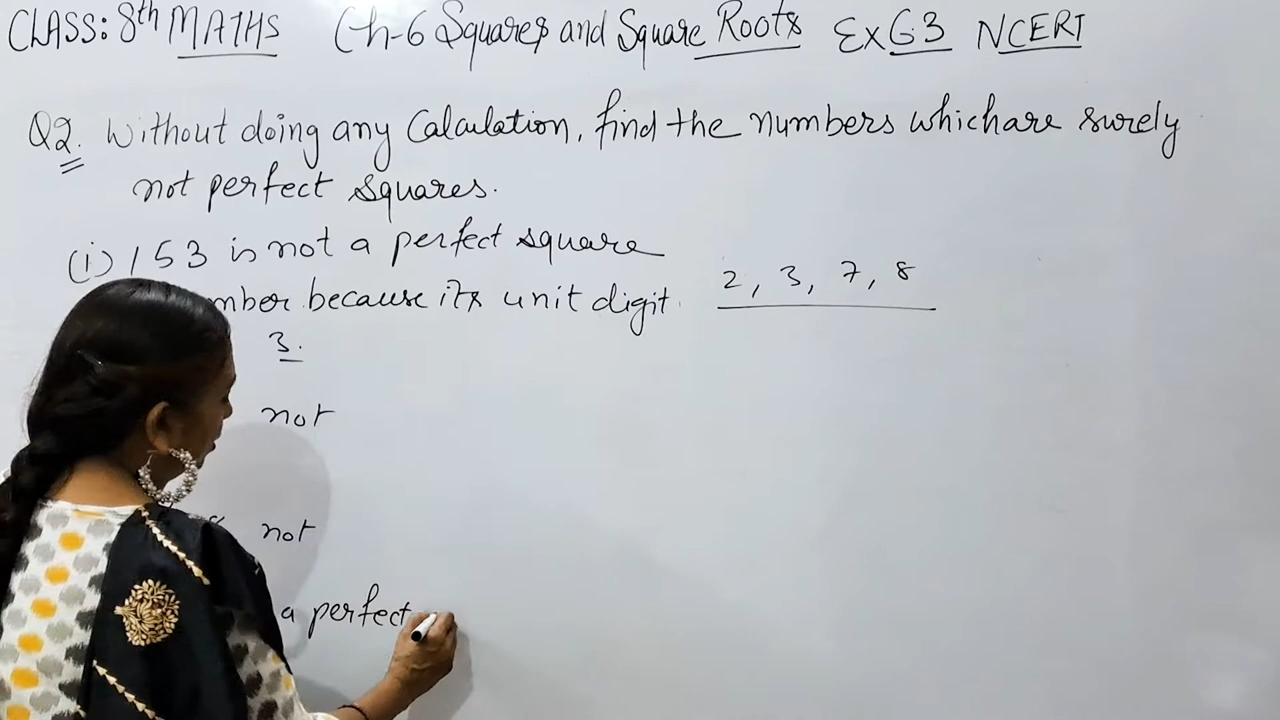 CLASS: 8th MATHS Ch-6 Squares and Square Roots Ex 6.3 NCERT
Q2. Without doing any Calculation, find the numbers which are surely
not perfect squares.
(i) 153 is not a perfect square
mber because its unit digit. 2, 3, 7, 8
3.
not
not
a perfect